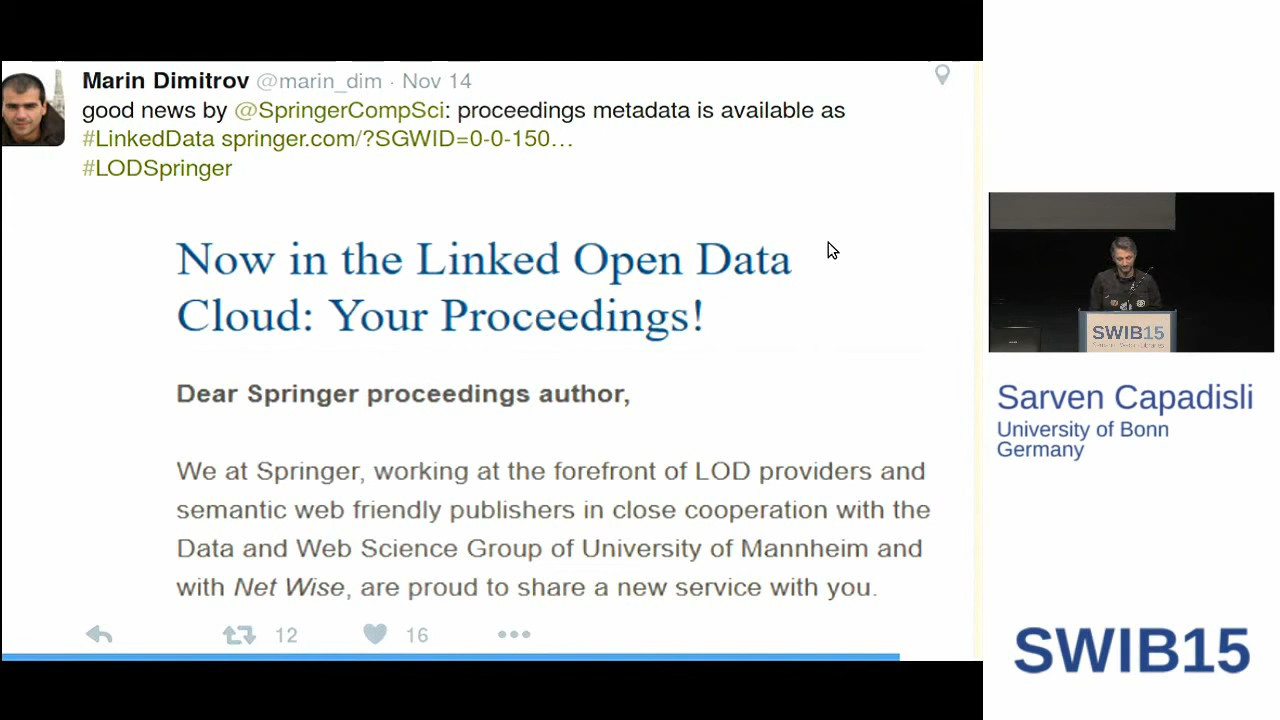 Marin Dimitrov @marin_dim · Nov 14
good news by @SpringerCompSci: proceedings metadata is available as
#LinkedData springer.com/?SGWID=0-0-150…
#LODSpringer
Now in the Linked Open Data
Cloud: Your Proceedings!
Dear Springer proceedings author,
We at Springer, working at the forefront of LOD providers and
semantic web friendly publishers in close cooperation with the
Data and Web Science Group of University of Mannheim and
with Net Wise, are proud to share a new service with you.
12
16
SWIB15
Sarven Capadisli
University of Bonn
Germany
SWIB15